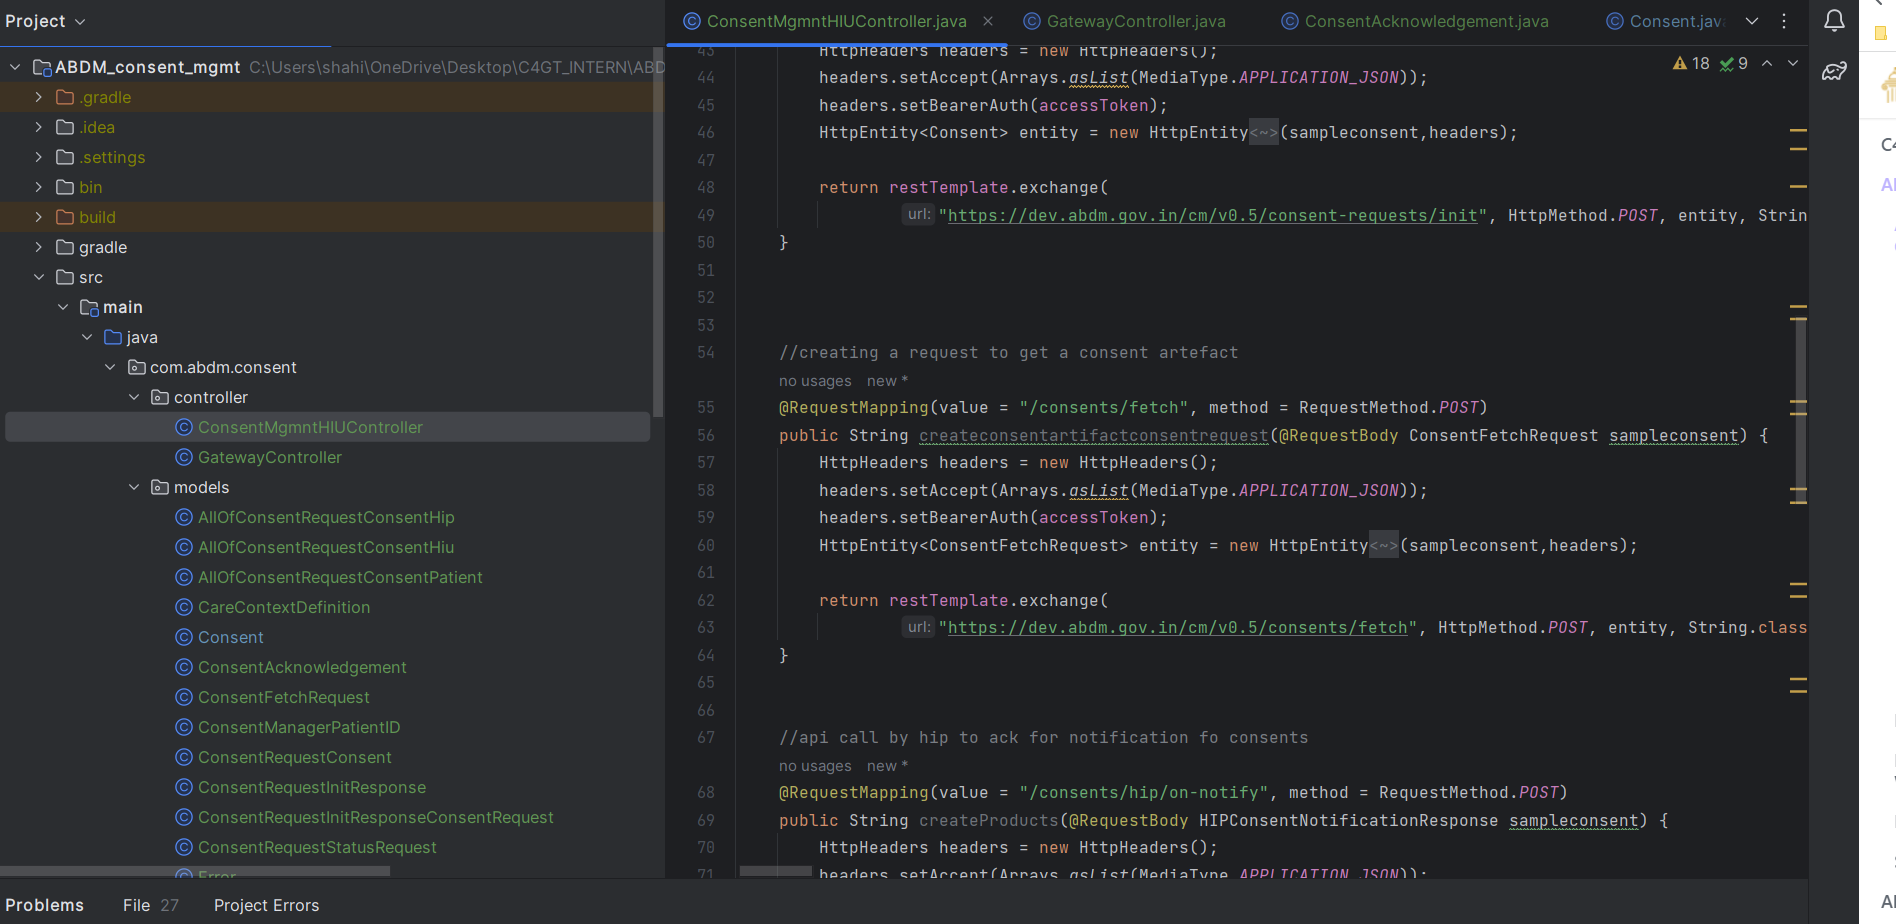 Project
ConsentMgmntHIUController.java
GatewayController.java
ConsentAcknowledgement.java
Consent.java
ABDM_consent_mgmt C:\Users\shahi\OneDrive\Desktop\C4GT_INTERN\ABD
.gradle
.idea
.settings
bin
build
gradle
src
main
java
com.abdm.consent
controller
ConsentMgmntHIUController
GatewayController
models
AllOfConsentRequestConsentHip
AllOfConsentRequestConsentHiu
AllOfConsentRequestConsentPatient
CareContextDefinition
Consent
ConsentAcknowledgement
ConsentFetchRequest
ConsentManagerPatientID
ConsentRequestConsent
ConsentRequestInitResponse
ConsentRequestInitResponseConsentRequest
ConsentRequestStatusRequest
Error
18 9
43 HttpHeaders headers = new HttpHeaders();
44 headers.setAccept(Arrays.asList(MediaType.APPLICATION_JSON));
45 headers.setBearerAuth(accessToken);
46 HttpEntity<Consent> entity = new HttpEntity<~>(sampleconsent,headers);
47
48 return restTemplate.exchange(
49 url: "https://dev.abdm.gov.in/cm/v0.5/consent-requests/init", HttpMethod.POST, entity, Strin
50 }
51
52
53
54 //creating a request to get a consent artefact
no usages new *
55 @RequestMapping(value = "/consents/fetch", method = RequestMethod.POST)
56 public String createconsentartifactconsentrequest(@RequestBody ConsentFetchRequest sampleconsent) {
57 HttpHeaders headers = new HttpHeaders();
58 headers.setAccept(Arrays.asList(MediaType.APPLICATION_JSON));
59 headers.setBearerAuth(accessToken);
60 HttpEntity<ConsentFetchRequest> entity = new HttpEntity<~>(sampleconsent,headers);
61
62 return restTemplate.exchange(
63 url: "https://dev.abdm.gov.in/cm/v0.5/consents/fetch", HttpMethod.POST, entity, String.class
64 }
65
66
67 //api call by hip to ack for notification fo consents
no usages new *
68 @RequestMapping(value = "/consents/hip/on-notify", method = RequestMethod.POST)
69 public String createProducts(@RequestBody HIPConsentNotificationResponse sampleconsent) {
70 HttpHeaders headers = new HttpHeaders();
71 headers.setAccept(Arrays.asList(MediaType.APPLICATION_JSON));
Problems File 27 Project Errors